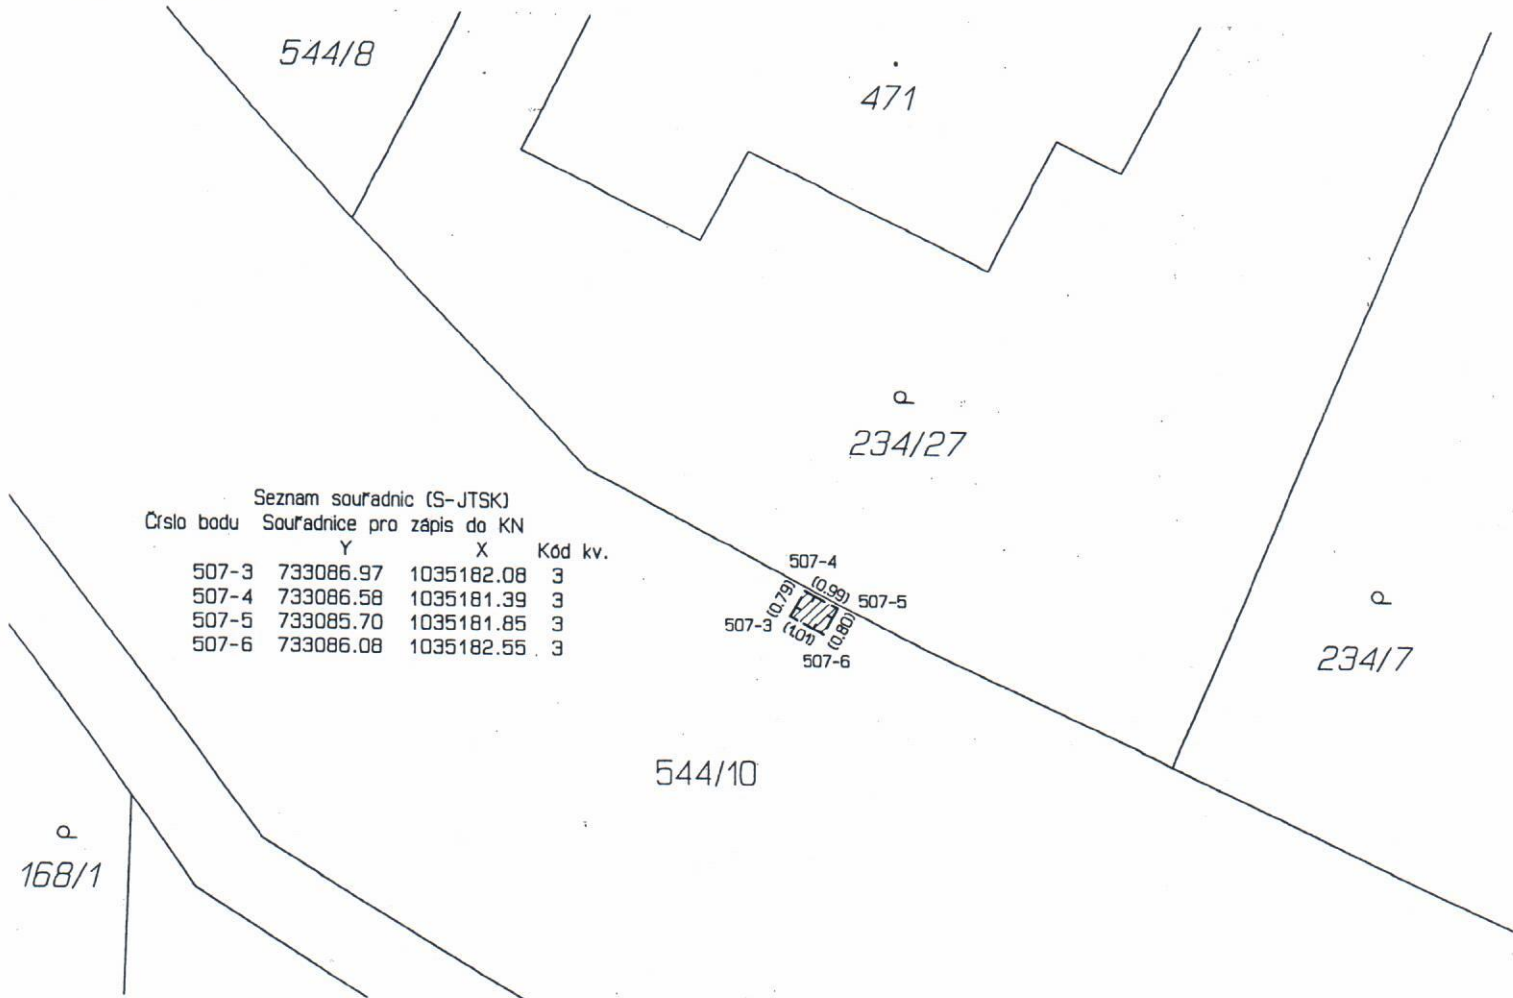 544/8
471
P
234/27
Seznam souřadnic (S-JTSK)
Číslo bodu Souřadnice pro zápis do KN
Y X Kód kv.
507-3 733086.97 1035182.08 3
507-4 733086.58 1035181.39 3
507-5 733085.70 1035181.85 3
507-6 733086.08 1035182.55 3
507-4
(0.99)
507-5
(0.79)
507-3
(1.01)
(0.80)
507-6
P
234/7
544/10
P
168/1